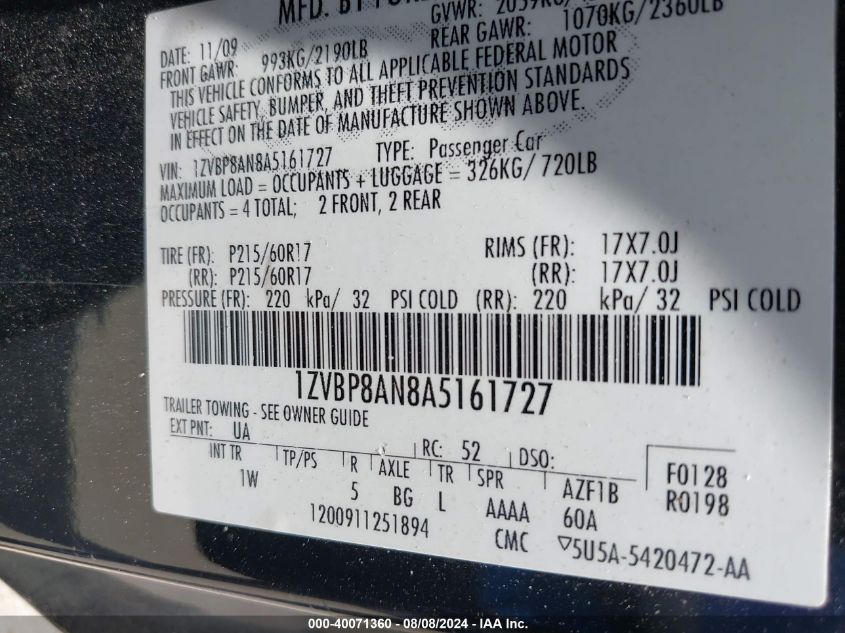 MFD. BY FO
GVWR: 2059KG/
DATE: 11/09
REAR GAWR: 1070KG/2360LB
FRONT GAWR: 993KG/2190LB
THIS VEHICLE CONFORMS TO ALL APPLICABLE FEDERAL MOTOR
VEHICLE SAFETY, BUMPER, AND THEFT PREVENTION STANDARDS
IN EFFECT ON THE DATE OF MANUFACTURE SHOWN ABOVE.
VIN: 1ZVBP8AN8A5161727 TYPE: Passenger Car
MAXIMUM LOAD = OCCUPANTS + LUGGAGE = 326KG/ 720LB
OCCUPANTS = 4 TOTAL; 2 FRONT, 2 REAR
TIRE (FR): P215/60R17 RIMS (FR): 17X7.0J
(RR): P215/60R17 (RR): 17X7.0J
PRESSURE (FR): 220 kPa/ 32 PSI COLD (RR): 220 kPa/ 32 PSI COLD
1ZVBP8AN8A5161727
TRAILER TOWING - SEE OWNER GUIDE
EXT PNT: UA RC: 52 DSO:
INT TR TP/PS R AXLE TR SPR AZF1B F0128
1W 5 BG L AAAA 60A R0198
1200911251894 CMC ▽5U5A-5420472-AA
000-40071360 - 08/08/2024 - IAA Inc.